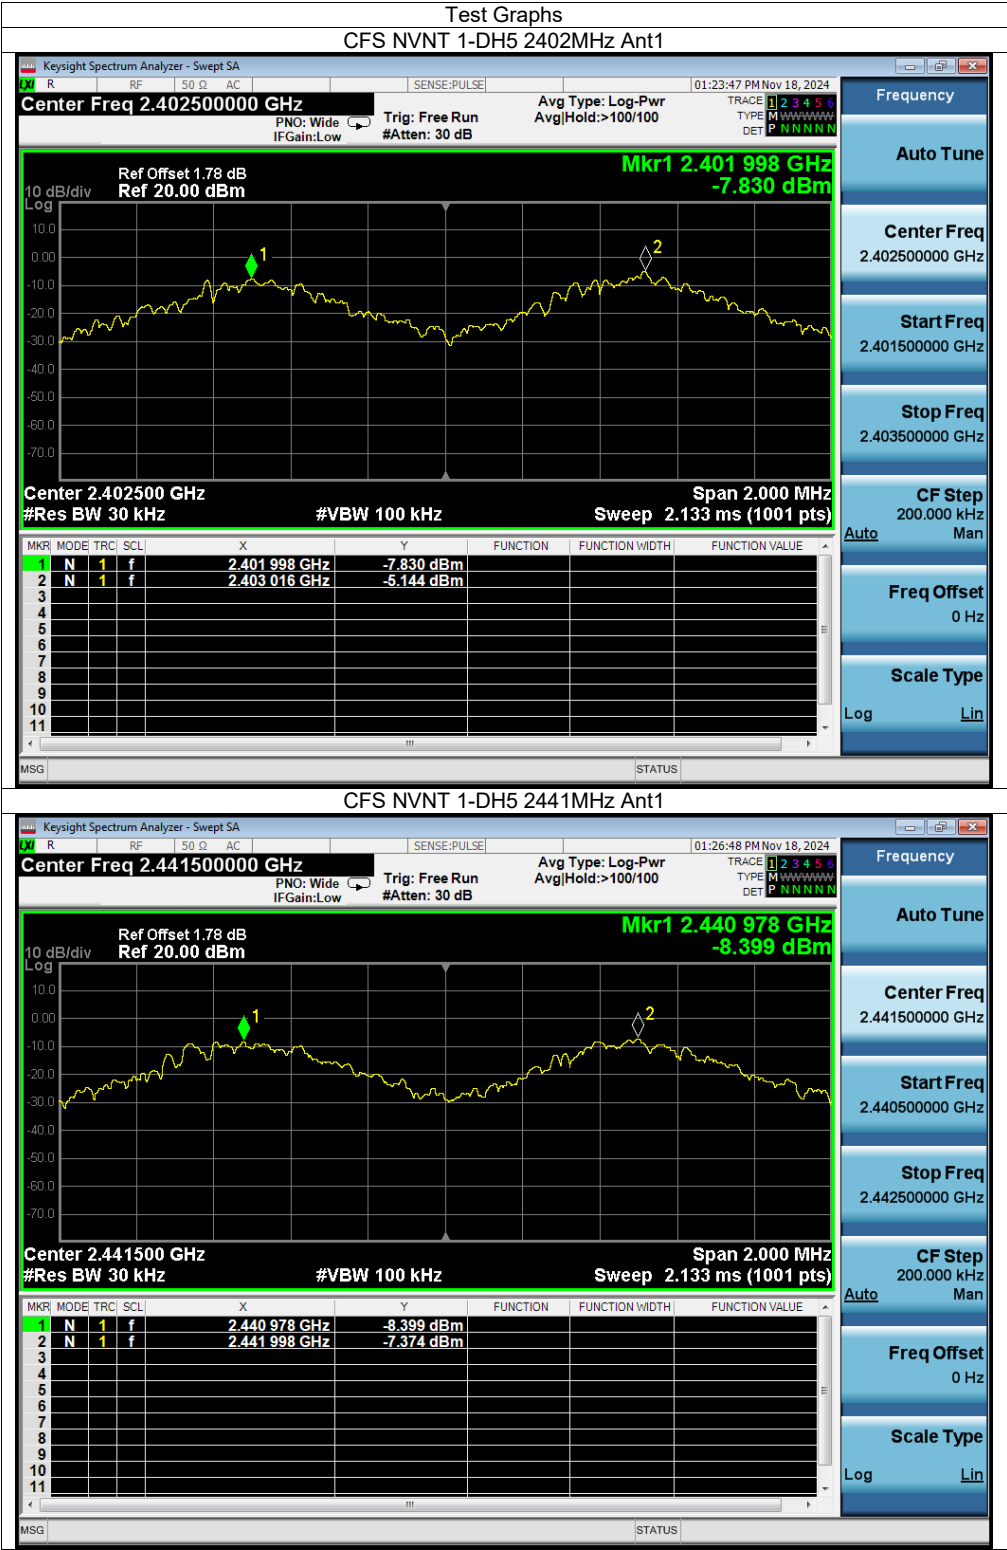 Test Graphs
CFS NVNT 1-DH5 2402MHz Ant1
Keysight Spectrum Analyzer - Swept SA
LXI R RF 50 Ω AC SENSE:PULSE 01:23:47 PM Nov 18, 2024
Center Freq 2.402500000 GHz
PNO: Wide
IFGain:Low
Trig: Free Run
#Atten: 30 dB
Avg Type: Log-Pwr
Avg|Hold:>100/100
TRACE 1 2 3 4 5 6
TYPE M WWWWW
DET P N N N N N
Frequency
Auto Tune
Center Freq
2.402500000 GHz
Start Freq
2.401500000 GHz
Stop Freq
2.403500000 GHz
CF Step
200.000 kHz
Auto Man
Freq Offset
0 Hz
Scale Type
Log Lin
Mkr1 2.401 998 GHz
-7.830 dBm
Ref Offset 1.78 dB
10 dB/div Ref 20.00 dBm
Log
10.0
0.00
-10.0
-20.0
-30.0
-40.0
-50.0
-60.0
-70.0
1
2
Center 2.402500 GHz Span 2.000 MHz
#Res BW 30 kHz #VBW 100 kHz Sweep 2.133 ms (1001 pts)
MKR MODE TRC SCL X Y FUNCTION FUNCTION WIDTH FUNCTION VALUE
1 N 1 f 2.401 998 GHz -7.830 dBm
2 N 1 f 2.403 016 GHz -5.144 dBm
3
4
5
6
7
8
9
10
11
MSG STATUS
CFS NVNT 1-DH5 2441MHz Ant1
Keysight Spectrum Analyzer - Swept SA
LXI R RF 50 Ω AC SENSE:PULSE 01:26:48 PM Nov 18, 2024
Center Freq 2.441500000 GHz
PNO: Wide
IFGain:Low
Trig: Free Run
#Atten: 30 dB
Avg Type: Log-Pwr
Avg|Hold:>100/100
TRACE 1 2 3 4 5 6
TYPE M WWWWW
DET P N N N N N
Frequency
Auto Tune
Center Freq
2.441500000 GHz
Start Freq
2.440500000 GHz
Stop Freq
2.442500000 GHz
CF Step
200.000 kHz
Auto Man
Freq Offset
0 Hz
Scale Type
Log Lin
Mkr1 2.440 978 GHz
-8.399 dBm
Ref Offset 1.78 dB
10 dB/div Ref 20.00 dBm
Log
10.0
0.00
-10.0
-20.0
-30.0
-40.0
-50.0
-60.0
-70.0
1
2
Center 2.441500 GHz Span 2.000 MHz
#Res BW 30 kHz #VBW 100 kHz Sweep 2.133 ms (1001 pts)
MKR MODE TRC SCL X Y FUNCTION FUNCTION WIDTH FUNCTION VALUE
1 N 1 f 2.440 978 GHz -8.399 dBm
2 N 1 f 2.441 998 GHz -7.374 dBm
3
4
5
6
7
8
9
10
11
MSG STATUS